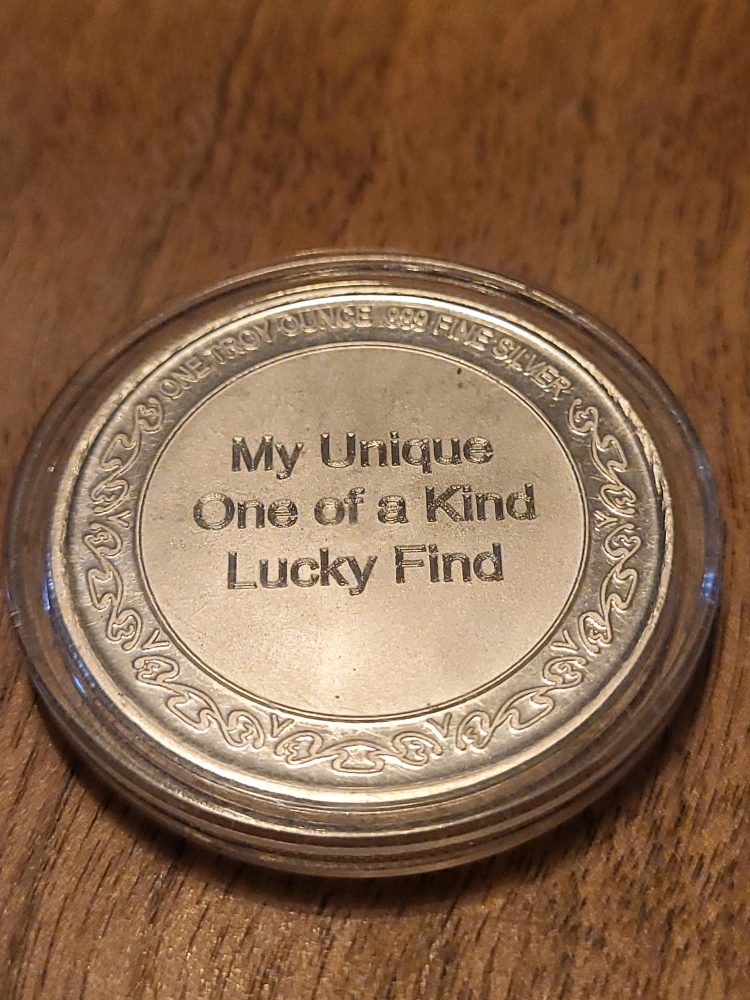 ONE TROY OUNCE .999 FINE SILVER
My Unique
One of a Kind
Lucky Find